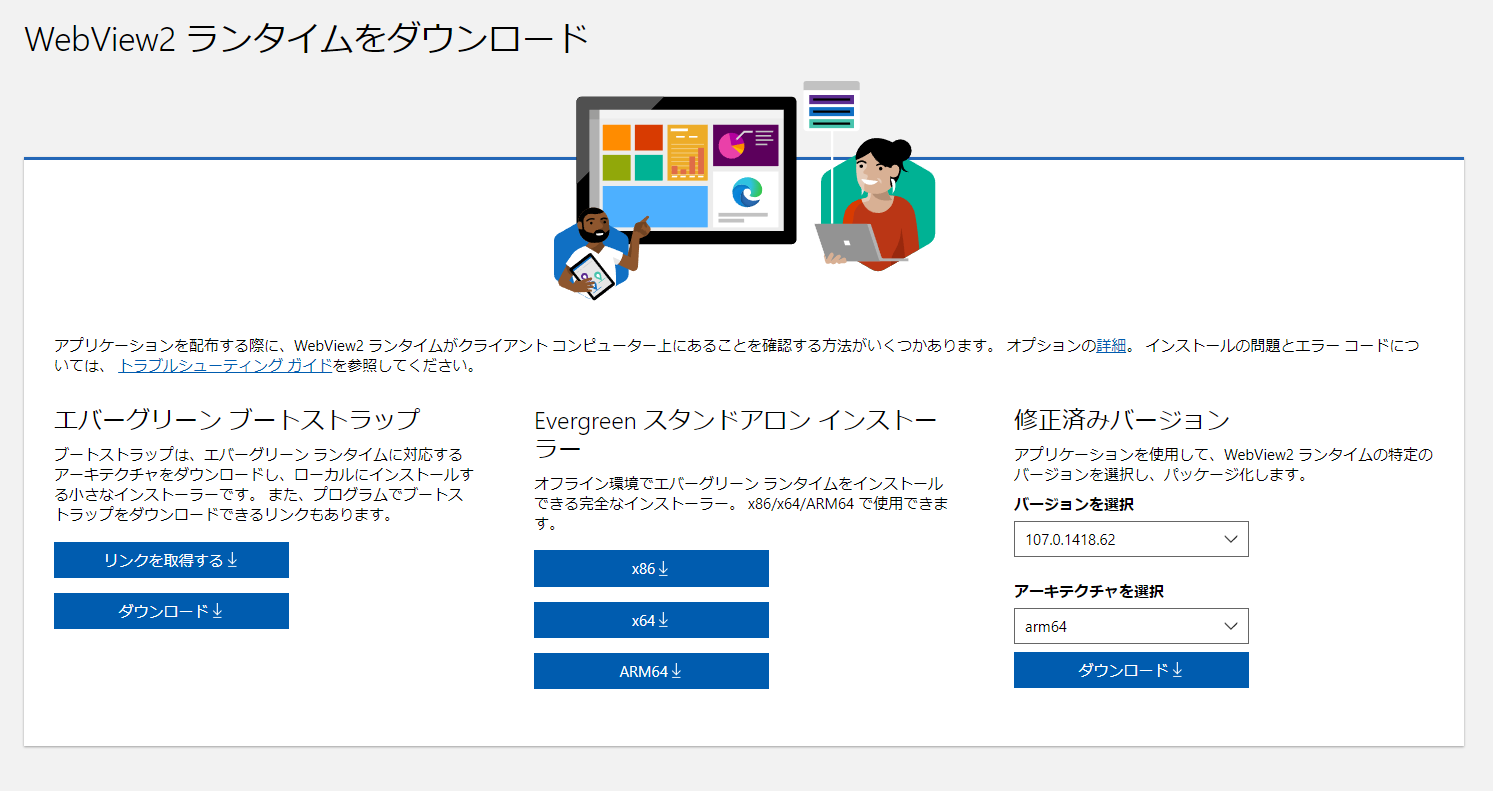 WebView2 ランタイムをダウンロード
アプリケーションを配布する際に、WebView2 ランタイムがクライアント コンピューター上にあることを確認する方法がいくつかあります。 オプションの詳細。 インストールの問題とエラー コードにつ
いては、 トラブルシューティング ガイドを参照してください。
エバーグリーン ブートストラップ
ブートストラップは、エバーグリーン ランタイムに対応する
アーキテクチャをダウンロードし、ローカルにインストールす
る小さなインストーラーです。 また、プログラムでブートス
トラップをダウンロードできるリンクもあります。
リンクを取得する
ダウンロード
Evergreen スタンドアロン インストー
ラー
オフライン環境でエバーグリーン ランタイムをインストール
できる完全なインストーラー。 x86/x64/ARM64 で使用できま
す。
x86
x64
ARM64
修正済みバージョン
アプリケーションを使用して、WebView2 ランタイムの特定の
バージョンを選択し、パッケージ化します。
バージョンを選択
107.0.1418.62
アーキテクチャを選択
arm64
ダウンロード